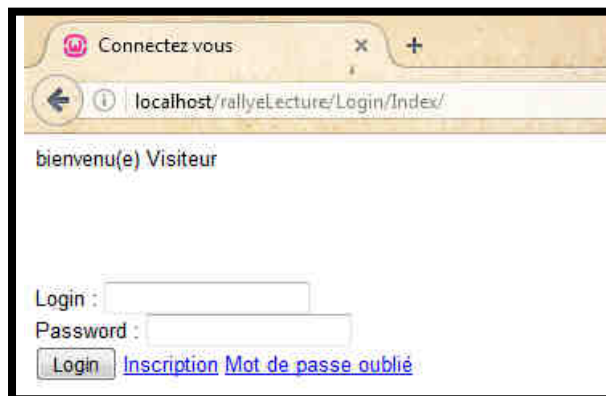 Connectez vous
localhost/rallyeLecture/Login/Index/
bienvenu(e) Visiteur
Login :
Password :
Login Inscription Mot de passe oublié